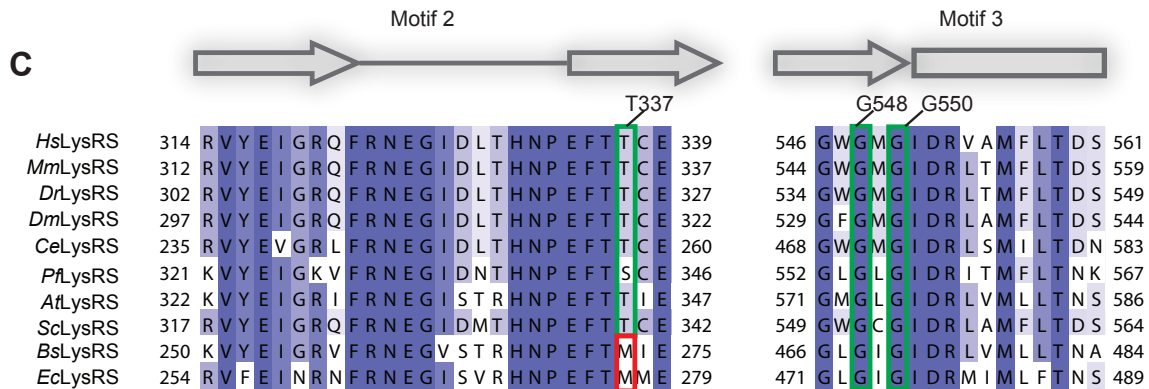 Motif 2 Motif 3
C
T337 G548 G550
HsLysRS 314 RVYEIGRQFRNEGIDLTHNPEFTTCE 339 546 GWGMGIDRVAMFLTDS 561
MmLysRS 312 RVYEIGRQFRNEGIDLTHNPEFTTCE 337 544 GWGMGIDRLTMFLTDS 559
DrLysRS 302 RVYEIGRQFRNEGIDLTHNPEFTTCE 327 534 GWGMGIDRLTMFLTDS 549
DmLysRS 297 RVYEIGRQFRNEGIDLTHNPEFTTCE 322 529 GFGMGIDRLAMFLTDS 544
CeLysRS 235 RVYEVGRLFRNEGIDLTHNPEFTTCE 260 468 GWGMGIDRLSMILTDN 583
PfLysRS 321 KVYEIGKVFRNEGIDNTHNPEFTSCE 346 552 GLGLGIDRITMFLTNK 567
AtLysRS 322 KVYEIGRIFRNEGISTRHNPEFTTIE 347 571 GMGLGIDRLVMLLTNS 586
ScLysRS 317 RVYEIGRQFRNEGIDMTHNPEFTTCE 342 549 GWGCGIDRLAMFLTDS 564
BsLysRS 250 KVYEIGRVFRNEGVSTRHNPEFTMIE 275 466 GLGIGIDRLVMLLTNA 484
EcLysRS 254 RVFEINRNFRNEGISVRHNPEFTMME 279 471 GLGIGIDRMIMLFTNS 489